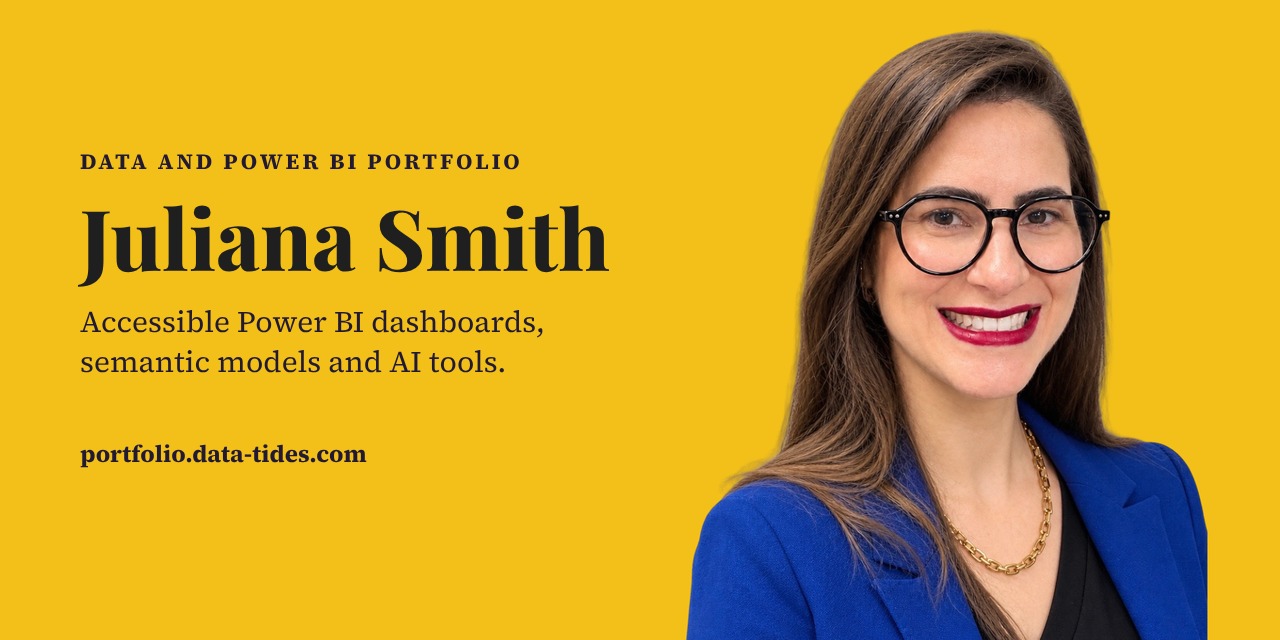 DATA AND POWER BI PORTFOLIO
Juliana Smith
Accessible Power BI dashboards,
semantic models and AI tools.
portfolio.data-tides.com